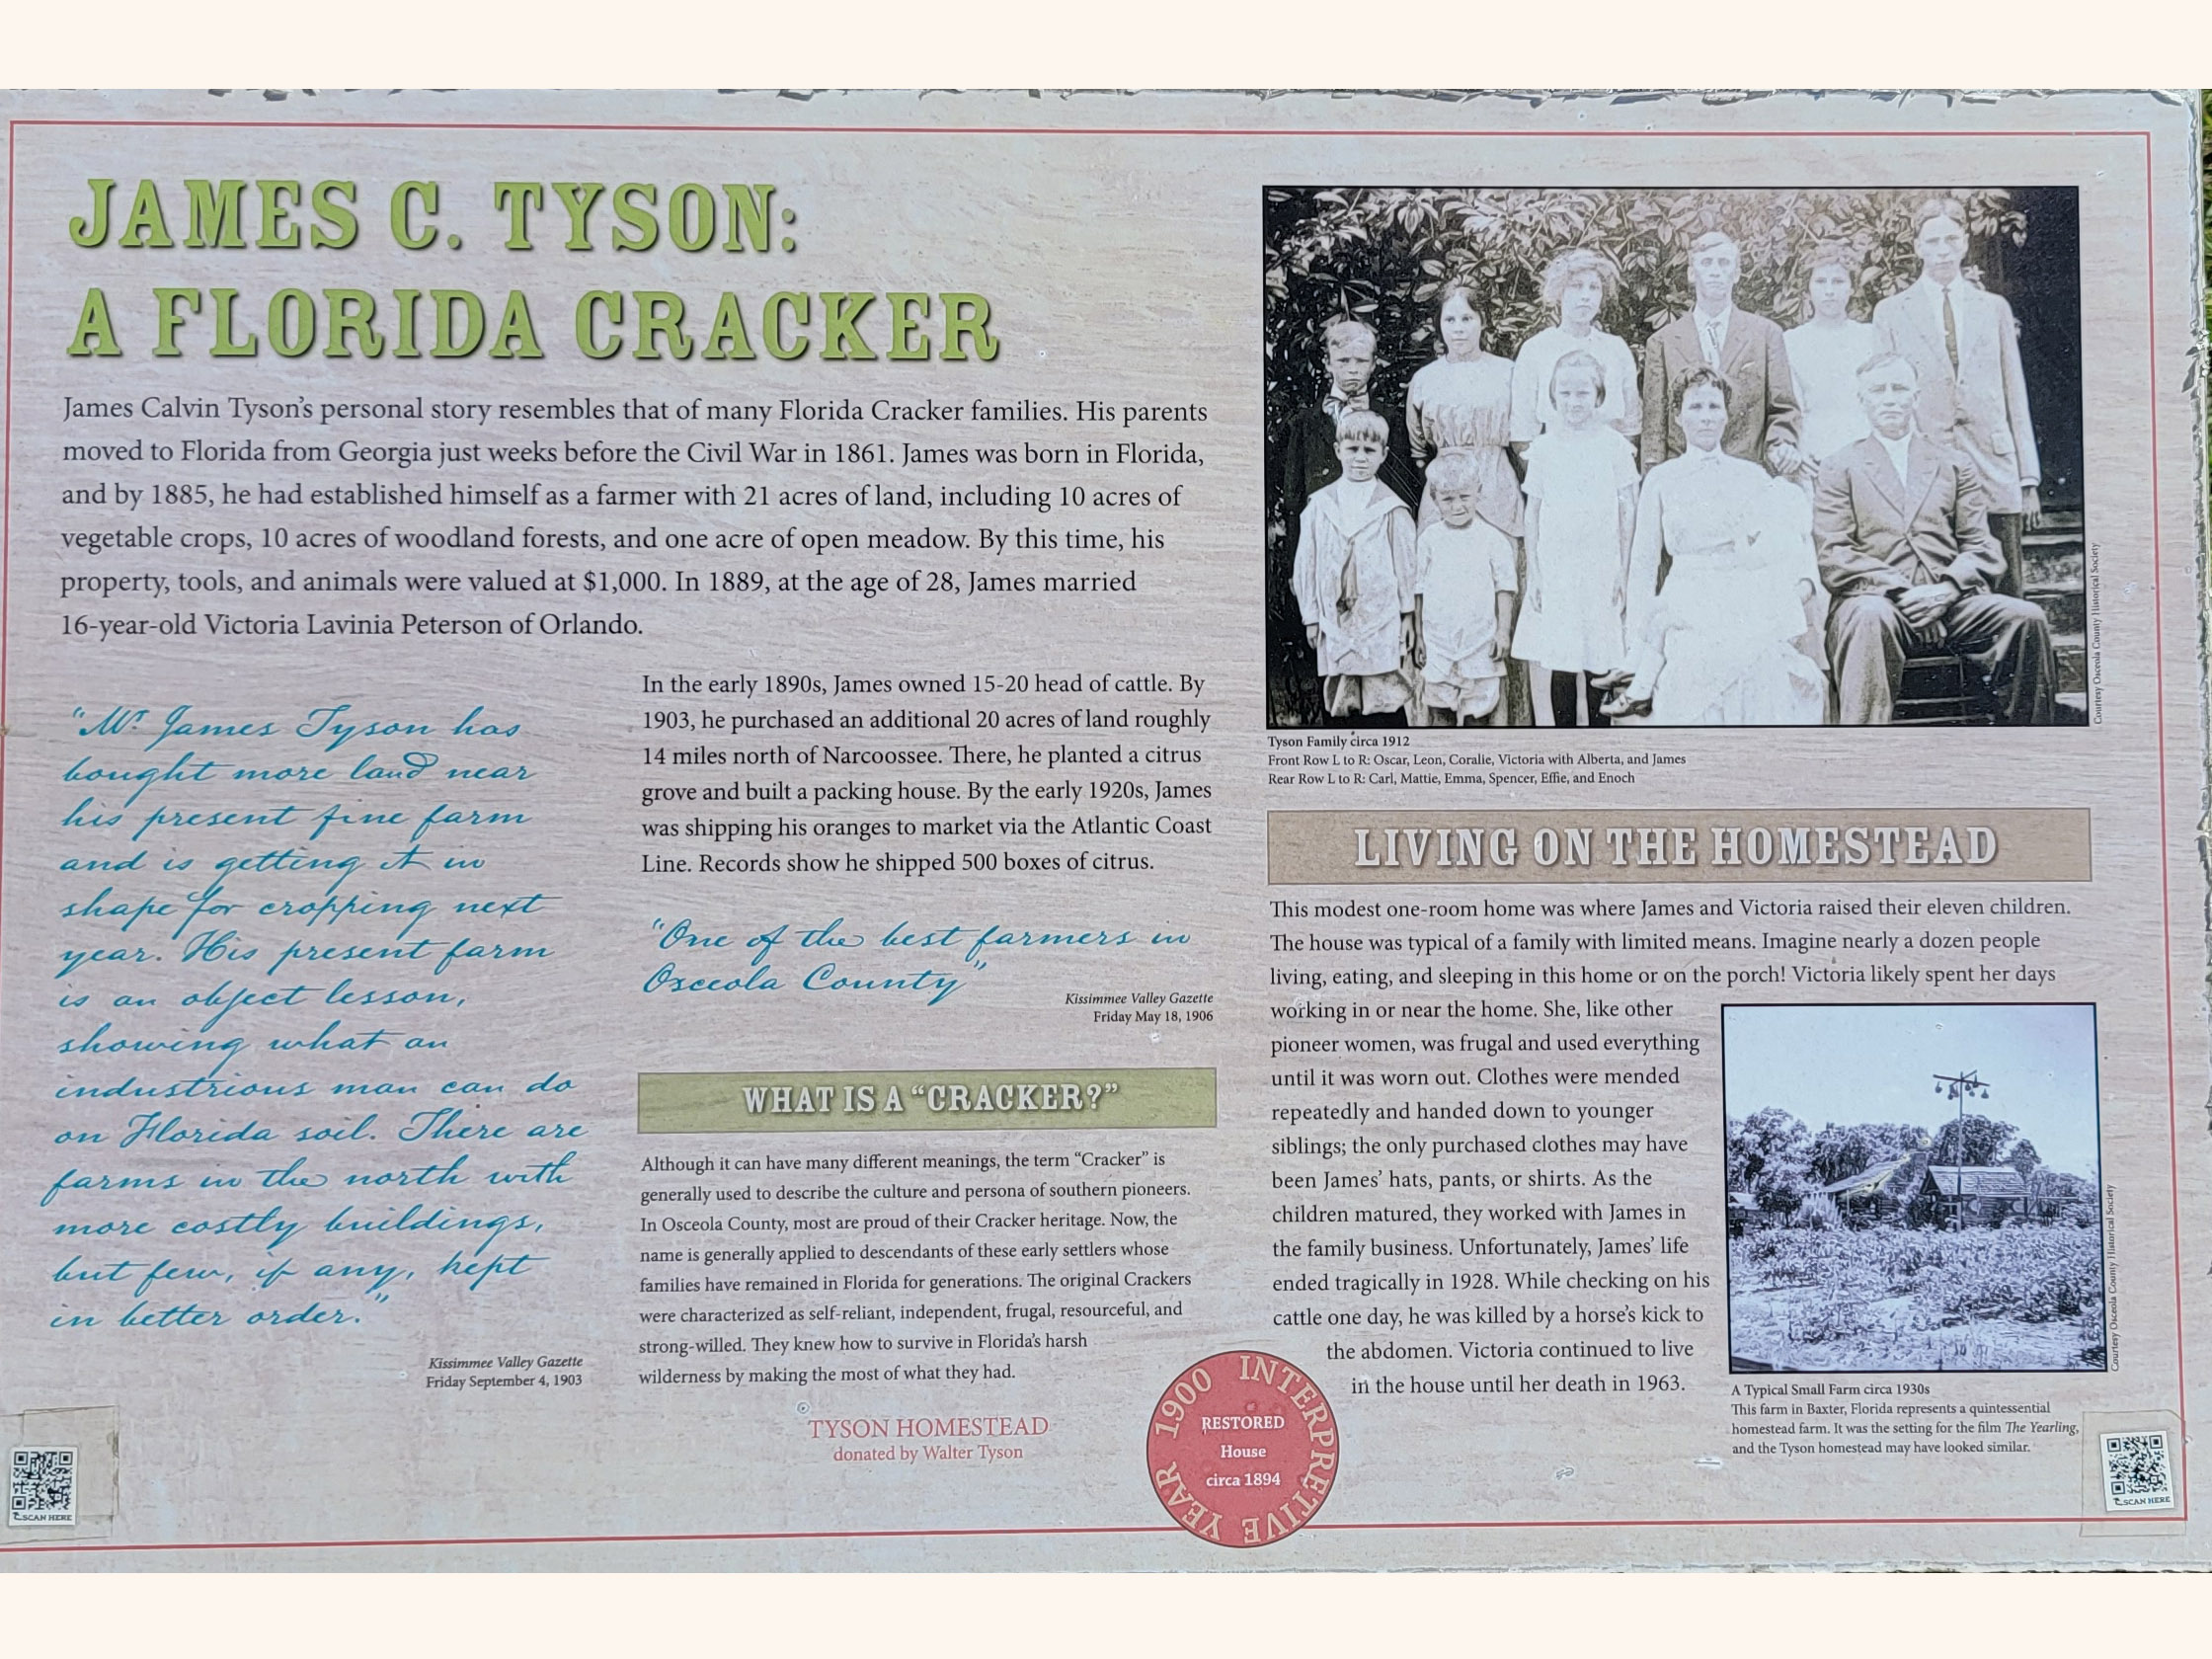 JAMES C. TYSON:
A FLORIDA CRACKER
James Calvin Tyson's personal story resembles that of many Florida Cracker families. His parents
moved to Florida from Georgia just weeks before the Civil War in 1861. James was born in Florida,
and by 1885, he had established himself as a farmer with 21 acres of land, including 10 acres of
vegetable crops, 10 acres of woodland forests, and one acre of open meadow. By this time, his
property, tools, and animals were valued at $1,000. In 1889, at the age of 28, James married
16-year-old Victoria Lavinia Peterson of Orlando.
"Mr. James Tyson has
bought more land near
his present fine farm
and is getting it in
shape for cropping next
year. His present farm
is an object lesson,
showing what an
industrious man can do
on Florida soil. There are
farms in the north with
more costly buildings,
but few, if any, kept
in better order."
Kissimmee Valley Gazette
Friday September 4, 1903
In the early 1890s, James owned 15-20 head of cattle. By
1903, he purchased an additional 20 acres of land roughly
14 miles north of Narcoossee. There, he planted a citrus
grove and built a packing house. By the early 1920s, James
was shipping his oranges to market via the Atlantic Coast
Line. Records show he shipped 500 boxes of citrus.
"One of the best farmers in
Osceola County"
Kissimmee Valley Gazette
Friday May 18, 1906
WHAT IS A "CRACKER?"
Although it can have many different meanings, the term "Cracker" is
generally used to describe the culture and persona of southern pioneers.
In Osceola County, most are proud of their Cracker heritage. Now, the
name is generally applied to descendants of these early settlers whose
families have remained in Florida for generations. The original Crackers
were characterized as self-reliant, independent, frugal, resourceful, and
strong-willed. They knew how to survive in Florida's harsh
wilderness by making the most of what they had.
TYSON HOMESTEAD
donated by Walter Tyson
1900 INTERPRETIVE YEAR
RESTORED
House
circa 1894
Courtesy Osceola County Historical Society
Tyson Family circa 1912
Front Row L to R: Oscar, Leon, Coralie, Victoria with Alberta, and James
Rear Row L to R: Carl, Mattie, Emma, Spencer, Effie, and Enoch
LIVING ON THE HOMESTEAD
This modest one-room home was where James and Victoria raised their eleven children.
The house was typical of a family with limited means. Imagine nearly a dozen people
living, eating, and sleeping in this home or on the porch! Victoria likely spent her days
working in or near the home. She, like other
pioneer women, was frugal and used everything
until it was worn out. Clothes were mended
repeatedly and handed down to younger
siblings; the only purchased clothes may have
been James' hats, pants, or shirts. As the
children matured, they worked with James in
the family business. Unfortunately, James' life
ended tragically in 1928. While checking on his
cattle one day, he was killed by a horse's kick to
the abdomen. Victoria continued to live
in the house until her death in 1963.
Courtesy Osceola County Historical Society
A Typical Small Farm circa 1930s
This farm in Baxter, Florida represents a quintessential
homestead farm. It was the setting for the film The Yearling,
and the Tyson homestead may have looked similar.
SCAN HERE
SCAN HERE